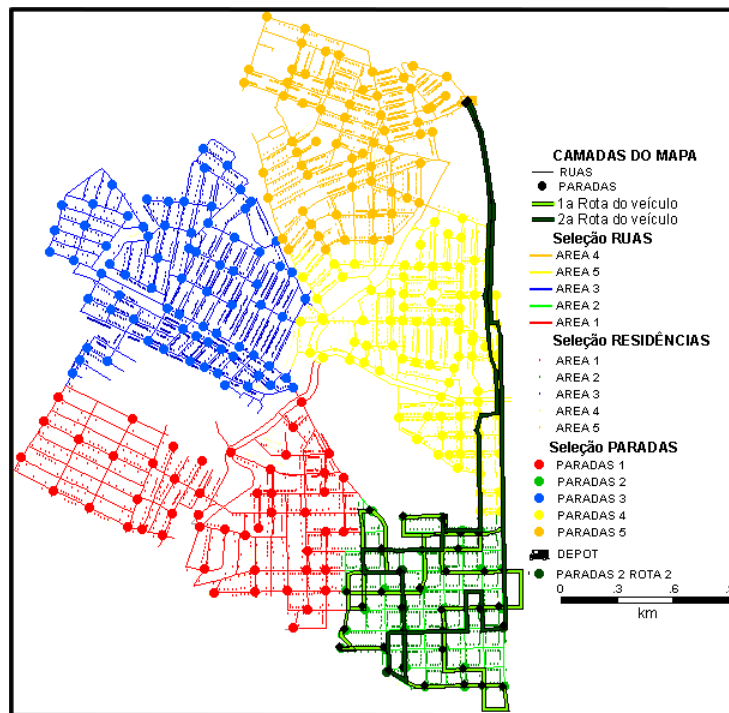 CAMADAS DO MAPA
RUAS
PARADAS
1a Rota do veículo
2a Rota do veículo
Seleção RUAS
AREA 4
AREA 5
AREA 3
AREA 2
AREA 1
Seleção RESIDÊNCIAS
AREA 1
AREA 2
AREA 3
AREA 4
AREA 5
Seleção PARADAS
PARADAS 1
PARADAS 2
PARADAS 3
PARADAS 4
PARADAS 5
DEPOT
PARADAS 2 ROTA 2
0 .3 .6
km